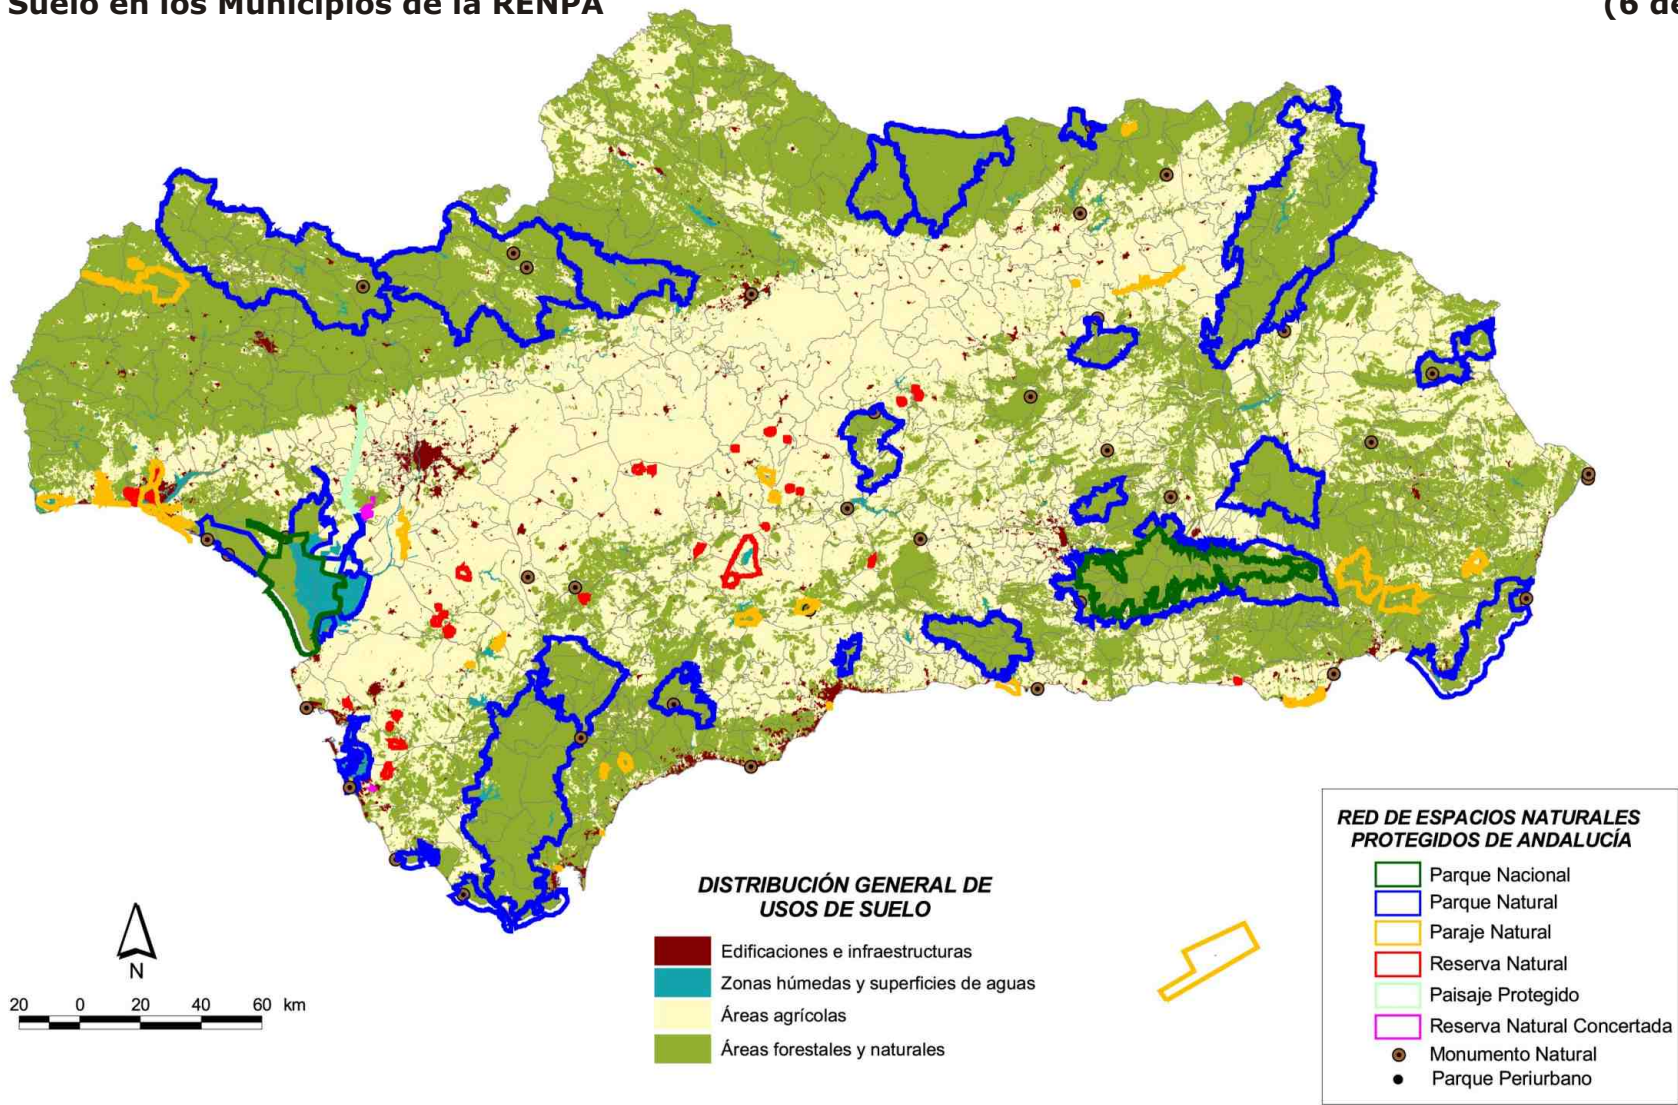 Suelo en los Municipios de la RENPA
(6 de
DISTRIBUCIÓN GENERAL DE
USOS DE SUELO
Edificaciones e infraestructuras
Zonas húmedas y superficies de aguas
Áreas agrícolas
Áreas forestales y naturales
N
20 0 20 40 60 km
RED DE ESPACIOS NATURALES
PROTEGIDOS DE ANDALUCÍA
Parque Nacional
Parque Natural
Paraje Natural
Reserva Natural
Paisaje Protegido
Reserva Natural Concertada
Monumento Natural
Parque Periurbano